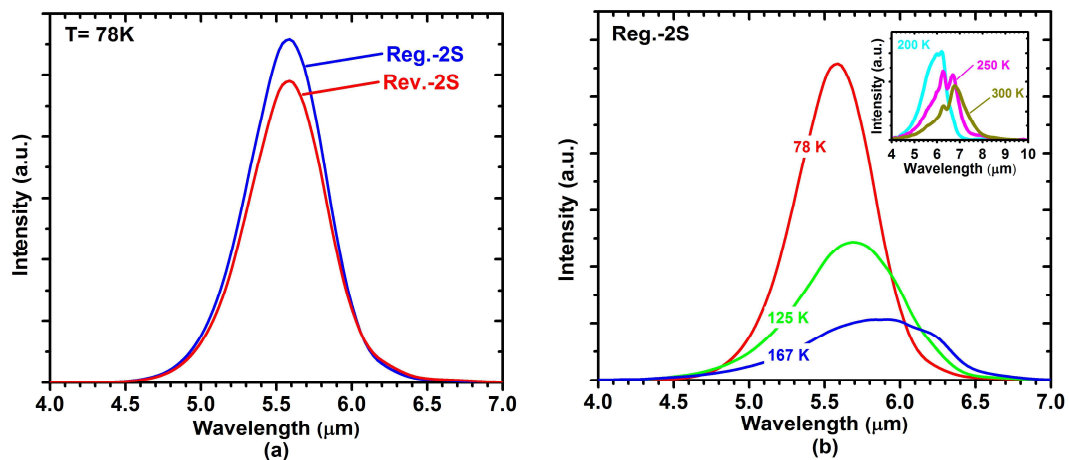 T= 78K
Reg.-2S
Rev.-2S
Intensity (a.u.)
4.0 4.5 5.0 5.5 6.0 6.5 7.0
Wavelength (μm)
(a)
Reg.-2S
78 K
125 K
167 K
Intensity (a.u.)
4.0 4.5 5.0 5.5 6.0 6.5 7.0
Wavelength (μm)
(b)
200 K
250 K
300 K
Intensity (a.u.)
4 5 6 7 8 9 10
Wavelength (μm)